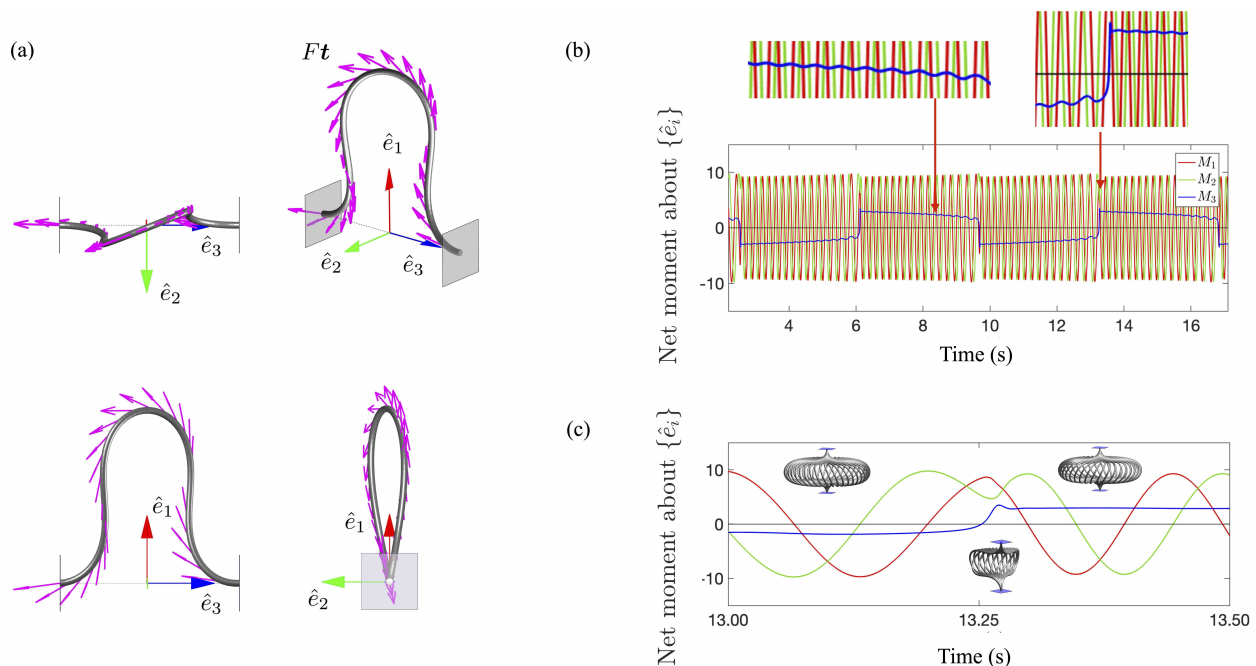 (a)
Ft
ê₁
ê₂
ê₃
ê₃
ê₂
ê₁
ê₃
ê₁
ê₂
(b)
Net moment about {êᵢ}
10
0
-10
M₁
M₂
M₃
4
6
8
10
12
14
16
Time (s)
(c)
Net moment about {êᵢ}
10
0
-10
13.00
13.25
13.50
Time (s)